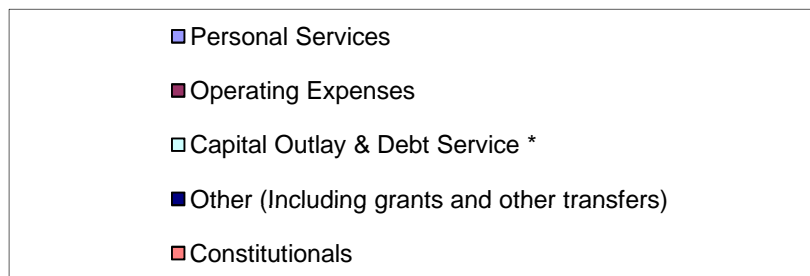 Personal Services
Operating Expenses
Capital Outlay & Debt Service *
Other (Including grants and other transfers)
Constitutionals